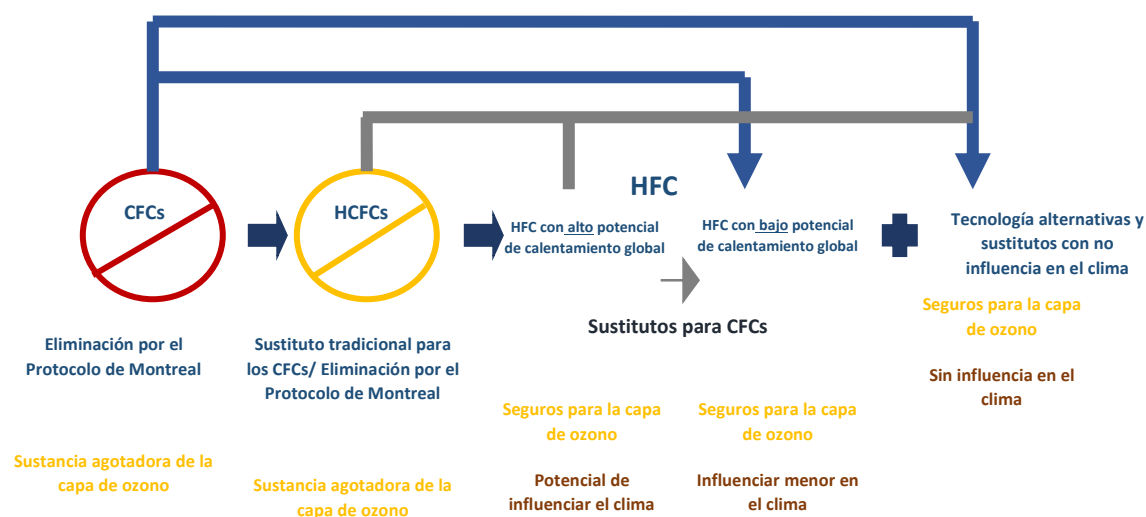 CFCs
HCFCs
HFC
HFC con alto potencial
de calentamiento global
HFC con bajo potencial
de calentamiento global
Tecnología alternativas y
sustitutos con no
influencia en el clima
Sustitutos para CFCs
Eliminación por el
Protocolo de Montreal
Sustituto tradicional para
los CFCs/ Eliminación por el
Protocolo de Montreal
Seguros para la capa
de ozono
Sin influencia en el
clima
Seguros para la capa
de ozono
Seguros para la capa
de ozono
Sustancia agotadora de la
capa de ozono
Sustancia agotadora de la
capa de ozono
Potencial de
influenciar el clima
Influenciar menor en
el clima